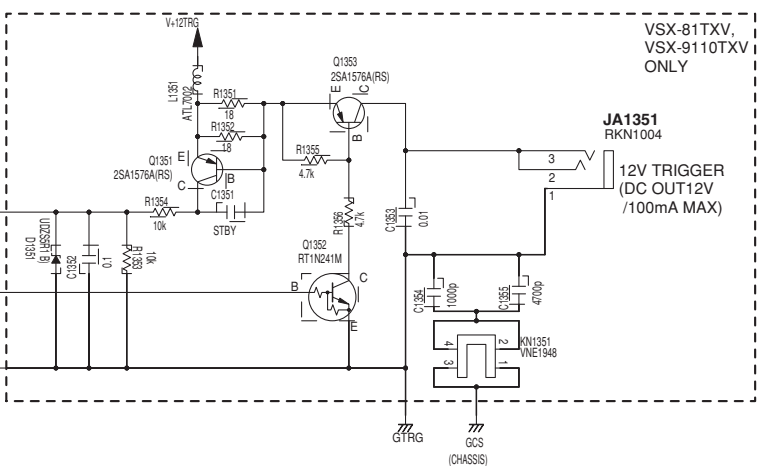 V+12TRG
VSX-81TXV,
VSX-9110TXV
ONLY
Q1353
2SA1576A(RS)
L1351
ATL7002
R1351
18
E
C
B
JA1351
RKN1004
R1352
18
R1355
4.7k
3
2
1
12V TRIGGER
(DC OUT12V
/100mA MAX)
Q1351
2SA1576A(RS)
E
B
C
C1351
STBY
R1354
10k
R1356
4.7k
C1353
0.01
D1351
UDZS5R1(B)
C1352
0.1
R1353
10k
Q1352
RT1N241M
B
C
E
C1354
1000p
C1355
4700p
4
2
3
1
KN1351
VNE1948
GTRG
GCS
(CHASSIS)